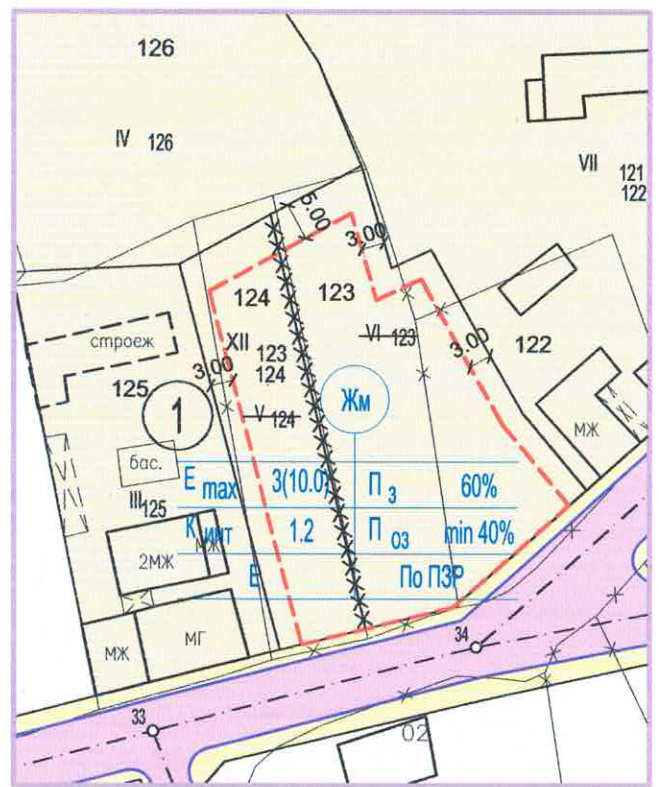 126
IV 126
VII 121
122
5.00
3.00
124
123
XII 123
124
VI 123
строеж
3.00
3.00
122
125
1
V 124
Жм
мж
бас.
III 125
E max 3(10.0) П з 60%
К инт 1.2 П оз min 40%
Е По ПЗР
2МЖ
МЖ
МЖ
МГ
34
33
02